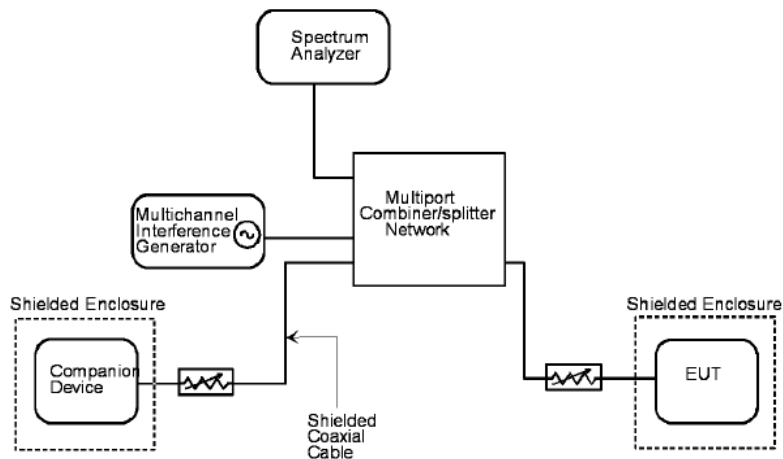 Spectrum
Analyzer
Multiport
Combiner/splitter
Network
Multichannel
Interference
Generator
Shielded Enclosure
Companion
Device
Shielded
Coaxial
Cable
Shielded Enclosure
EUT